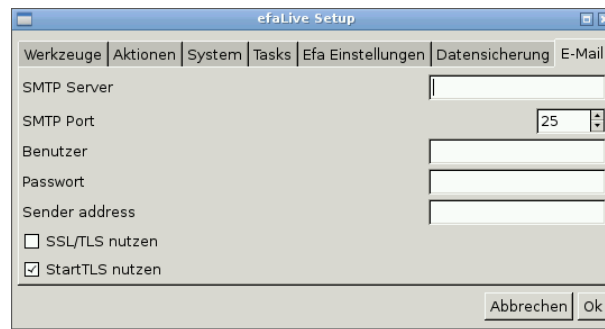 efaLive Setup
Werkzeuge Aktionen System Tasks Efa Einstellungen Datensicherung E-Mail
SMTP Server
SMTP Port 25
Benutzer
Passwort
Sender address
SSL/TLS nutzen
StartTLS nutzen
Abbrechen Ok